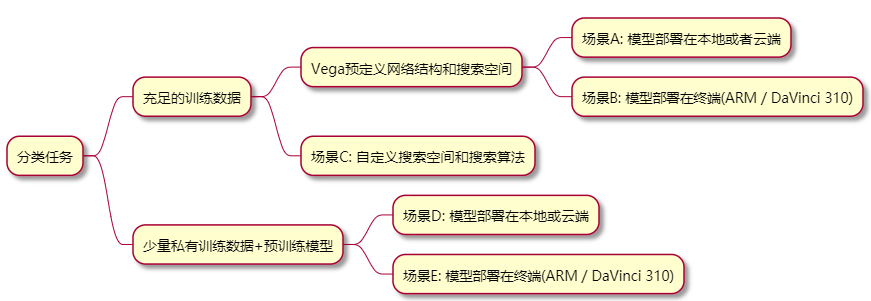 分类任务
充足的训练数据
Vega预定义网络结构和搜索空间
场景A: 模型部署在本地或者云端
场景B: 模型部署在终端(ARM / DaVinci 310)
场景C: 自定义搜索空间和搜索算法
少量私有训练数据+预训练模型
场景D: 模型部署在本地或云端
场景E: 模型部署在终端(ARM / DaVinci 310)